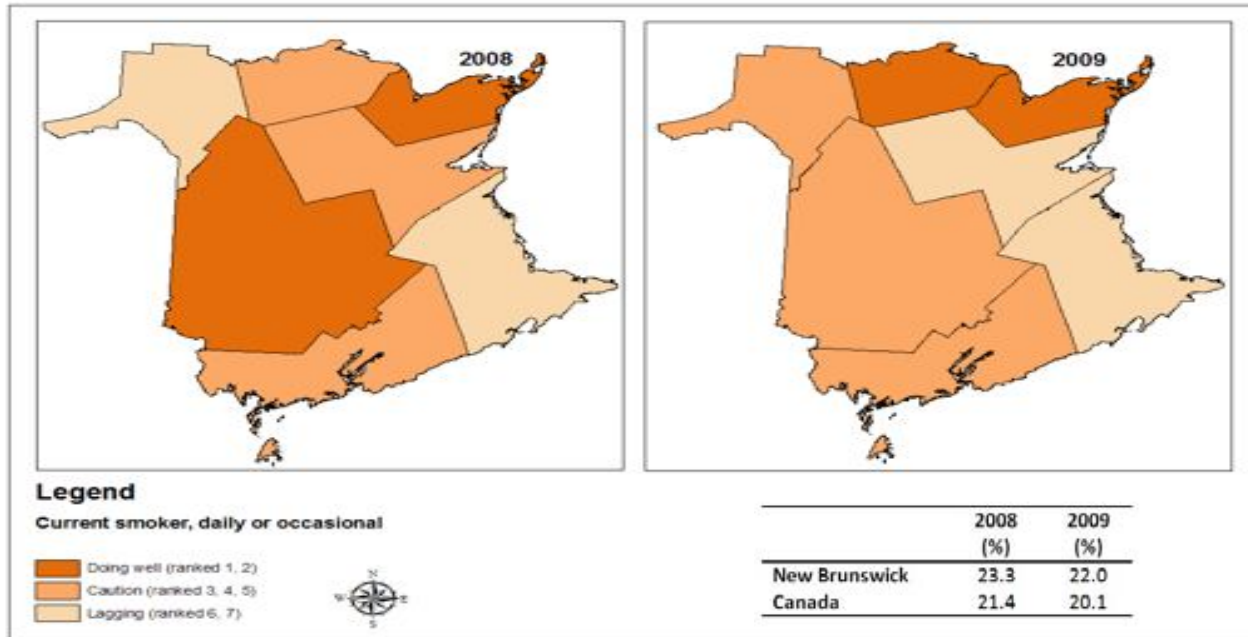 2008
2009
Legend
Current smoker, daily or occasional
Doing well (ranked 1, 2)
Caution (ranked 3, 4, 5)
Lagging (ranked 6, 7)
N
W E
S
2008 2009
(%) (%)
New Brunswick 23.3 22.0
Canada 21.4 20.1